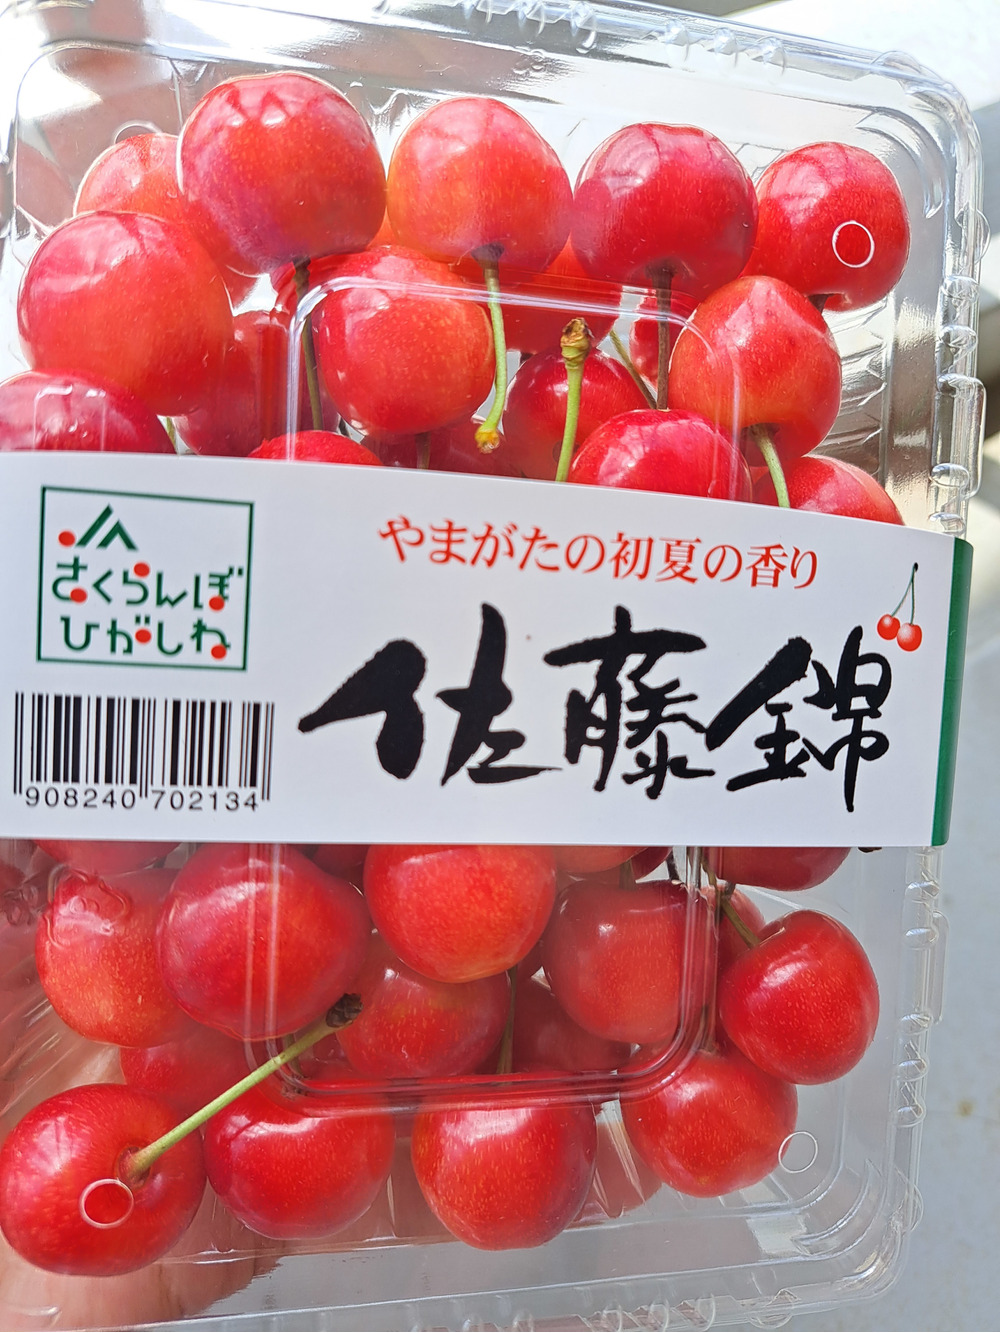 JA
さくらんぼ
ひがしね
やまがたの初夏の香り
佐藤錦
908240 702134